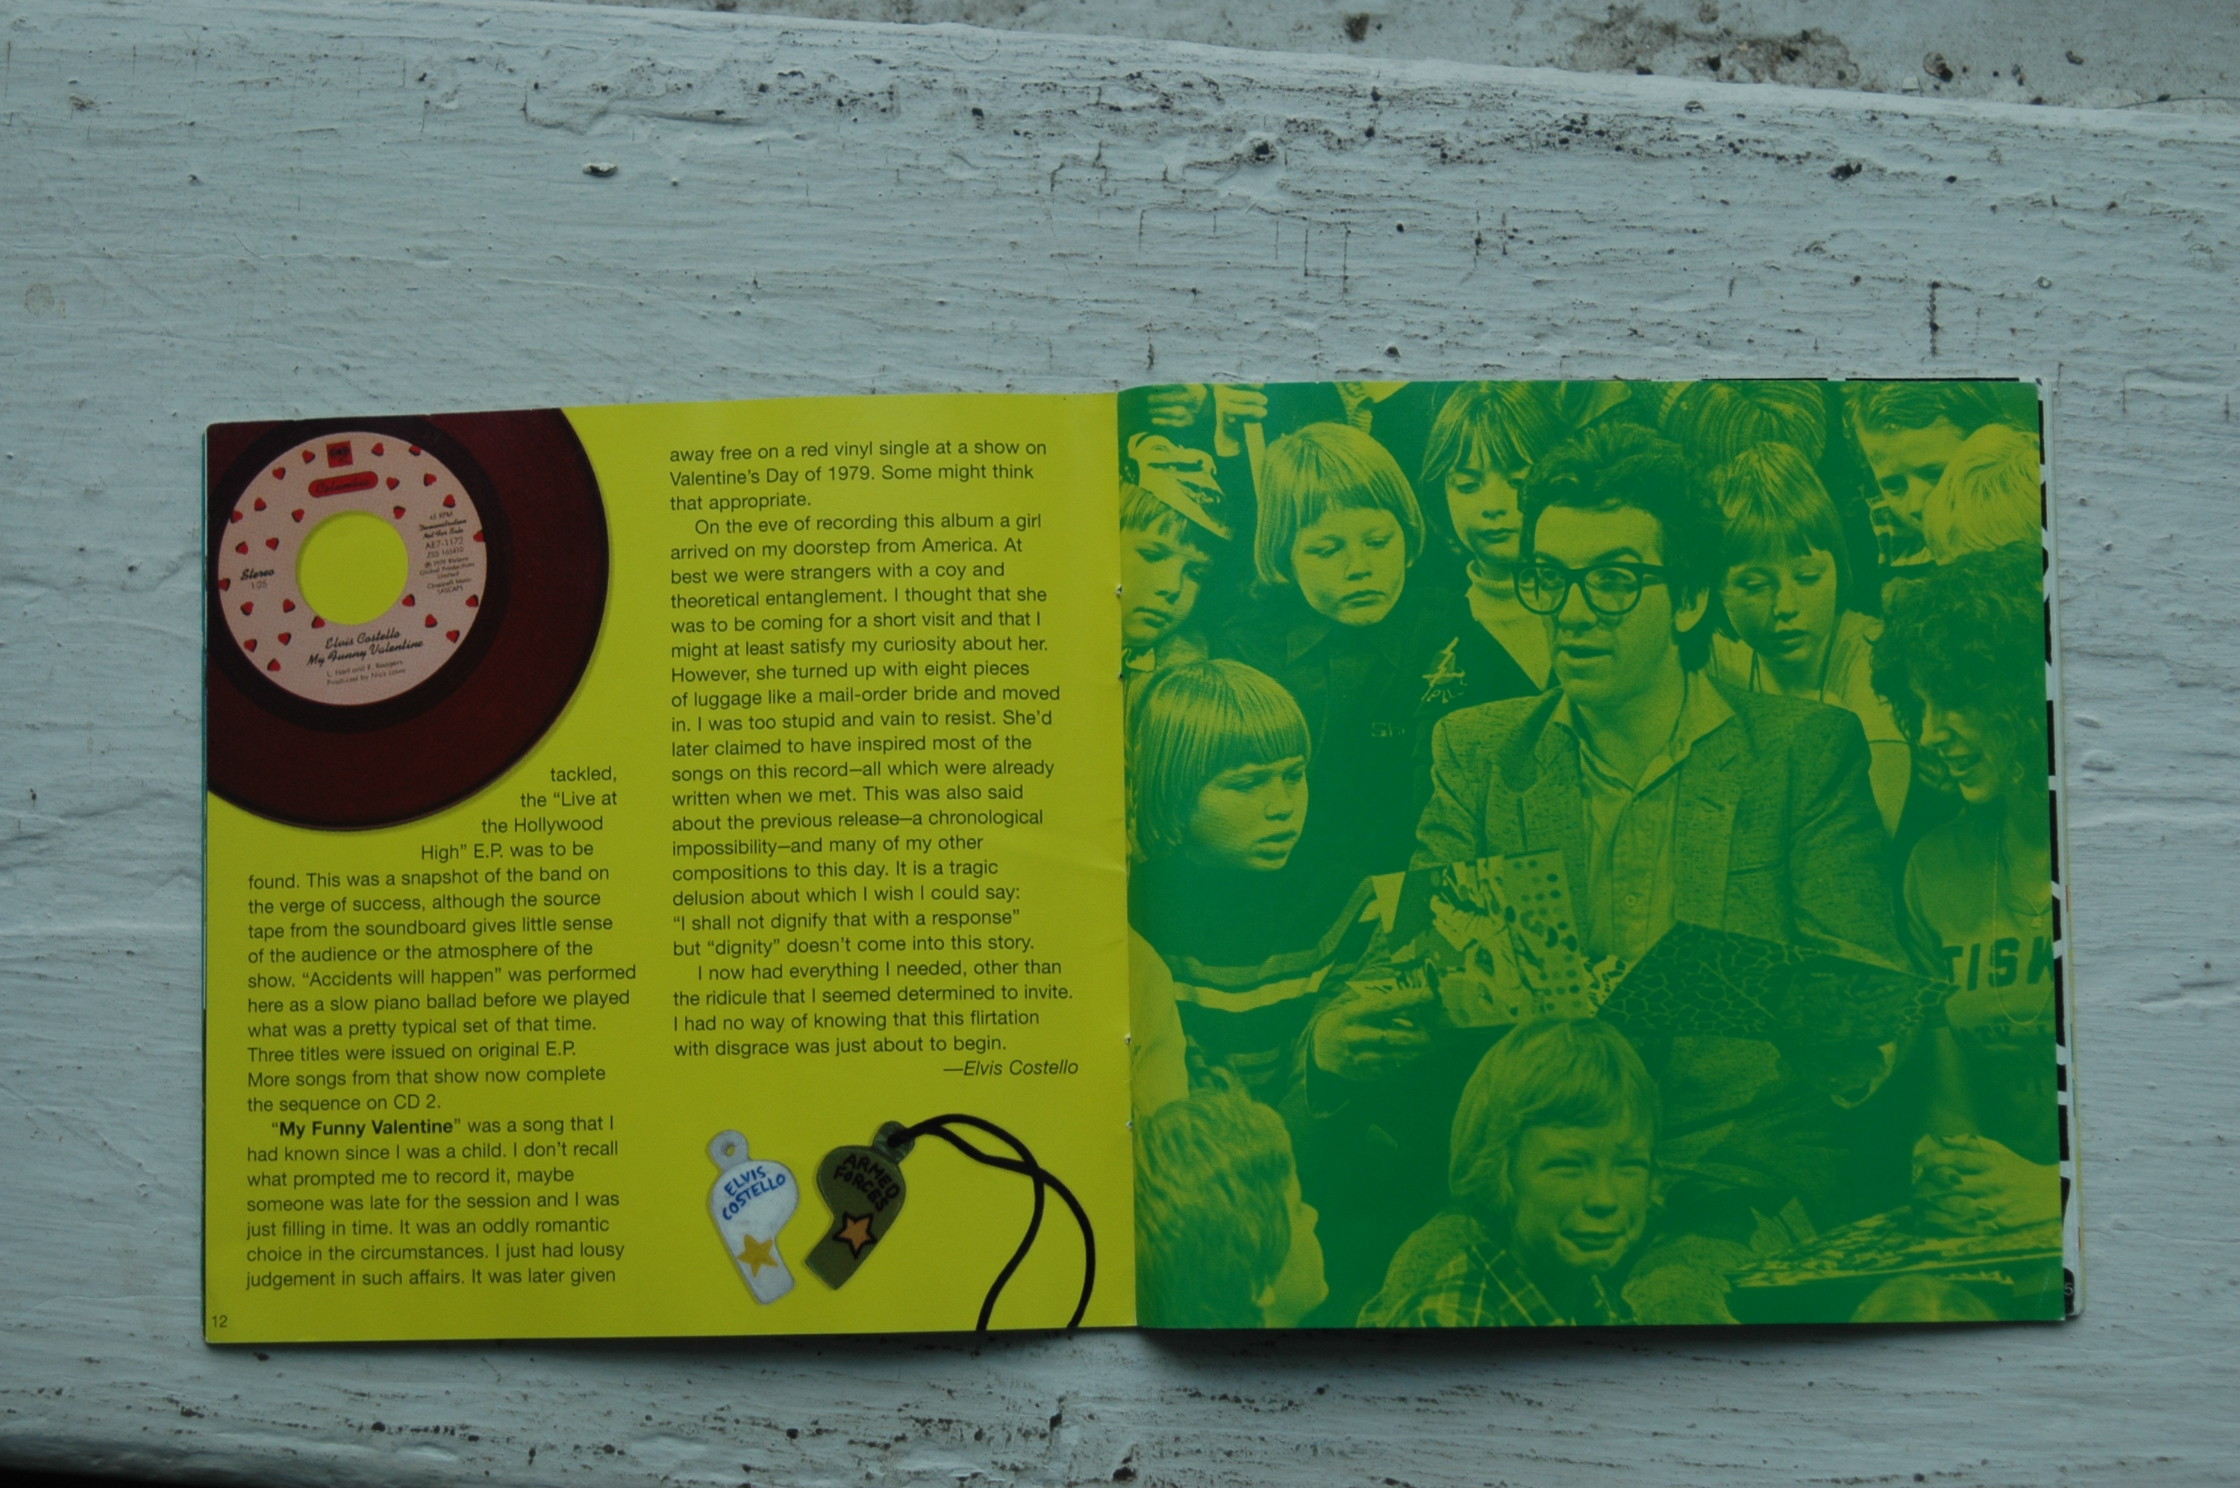 Columbia
45 RPM
Demonstration
Not For Sale
AE7-1172
Stereo
1:25
Elvis Costello
My Funny Valentine
Produced by Nick Lowe
tackled,
the “Live at
the Hollywood
High” E.P. was to be
found. This was a snapshot of the band on
the verge of success, although the source
tape from the soundboard gives little sense
of the audience or the atmosphere of the
show. “Accidents will happen” was performed
here as a slow piano ballad before we played
what was a pretty typical set of that time.
Three titles were issued on original E.P.
More songs from that show now complete
the sequence on CD 2.
“My Funny Valentine” was a song that I
had known since I was a child. I don’t recall
what prompted me to record it, maybe
someone was late for the session and I was
just filling in time. It was an oddly romantic
choice in the circumstances. I just had lousy
judgement in such affairs. It was later given
12
away free on a red vinyl single at a show on
Valentine’s Day of 1979. Some might think
that appropriate.
On the eve of recording this album a girl
arrived on my doorstep from America. At
best we were strangers with a coy and
theoretical entanglement. I thought that she
was to be coming for a short visit and that I
might at least satisfy my curiosity about her.
However, she turned up with eight pieces
of luggage like a mail-order bride and moved
in. I was too stupid and vain to resist. She’d
later claimed to have inspired most of the
songs on this record—all which were already
written when we met. This was also said
about the previous release—a chronological
impossibility—and many of my other
compositions to this day. It is a tragic
delusion about which I wish I could say:
“I shall not dignify that with a response”
but “dignity” doesn’t come into this story.
I now had everything I needed, other than
the ridicule that I seemed determined to invite.
I had no way of knowing that this flirtation
with disgrace was just about to begin.
—Elvis Costello
ELVIS
COSTELLO
ARMED
FORCES
TISK